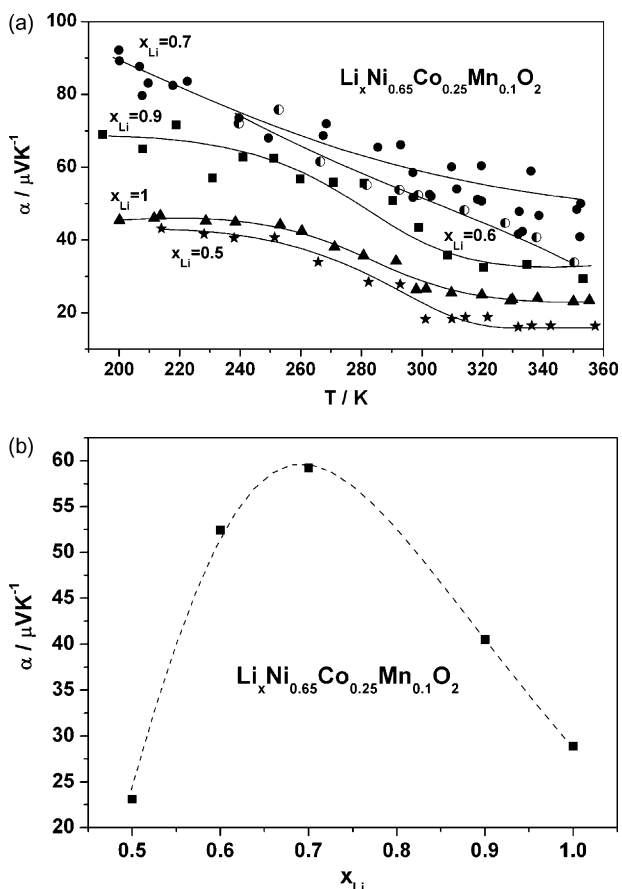 (a)
x_Li=0.7
Li_xNi_0.65Co_0.25Mn_0.1O_2
x_Li=0.9
x_Li=1
x_Li=0.5
x_Li=0.6
α / μVK^-1
100
80
60
40
20
200 220 240 260 280 300 320 340 360
T / K
(b)
α / μVK^-1
60
55
50
45
40
35
30
25
20
Li_xNi_0.65Co_0.25Mn_0.1O_2
0.5 0.6 0.7 0.8 0.9 1.0
x_Li